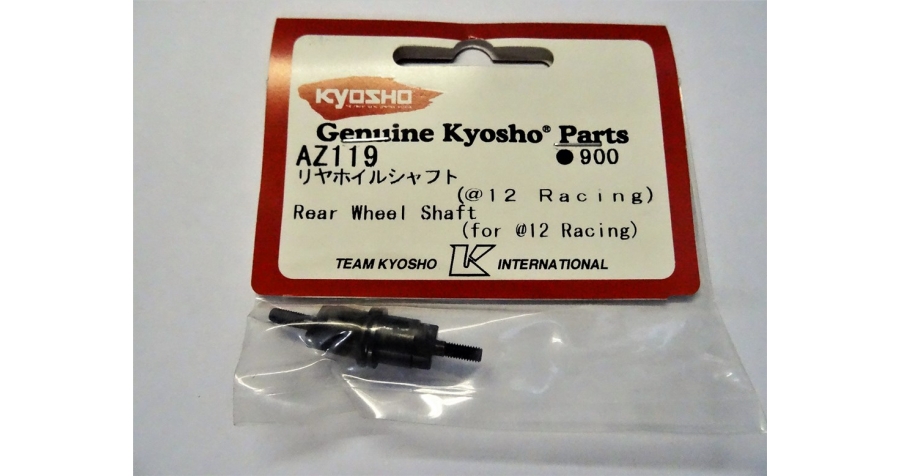 KYOSHO
Genuine Kyosho® Parts
AZ119 ●900
リヤホイルシャフト
(@12 Racing)
Rear Wheel Shaft
(for @12 Racing)
TEAM KYOSHO K INTERNATIONAL